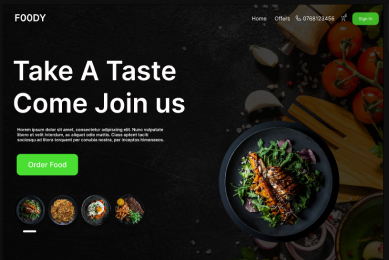 FOODY
Home Offers 0768123456 Sign In
Take A Taste
Come Join us
lorem ipsum dolor sit amet, consectetur adipiscing elit. Nunc vulputate
libero et velit interdum, ac aliquet odio mattis. Class aptent taciti
sociosqu ad litora torquent per conubia nostra, per inceptos himenaeos.
Order Food